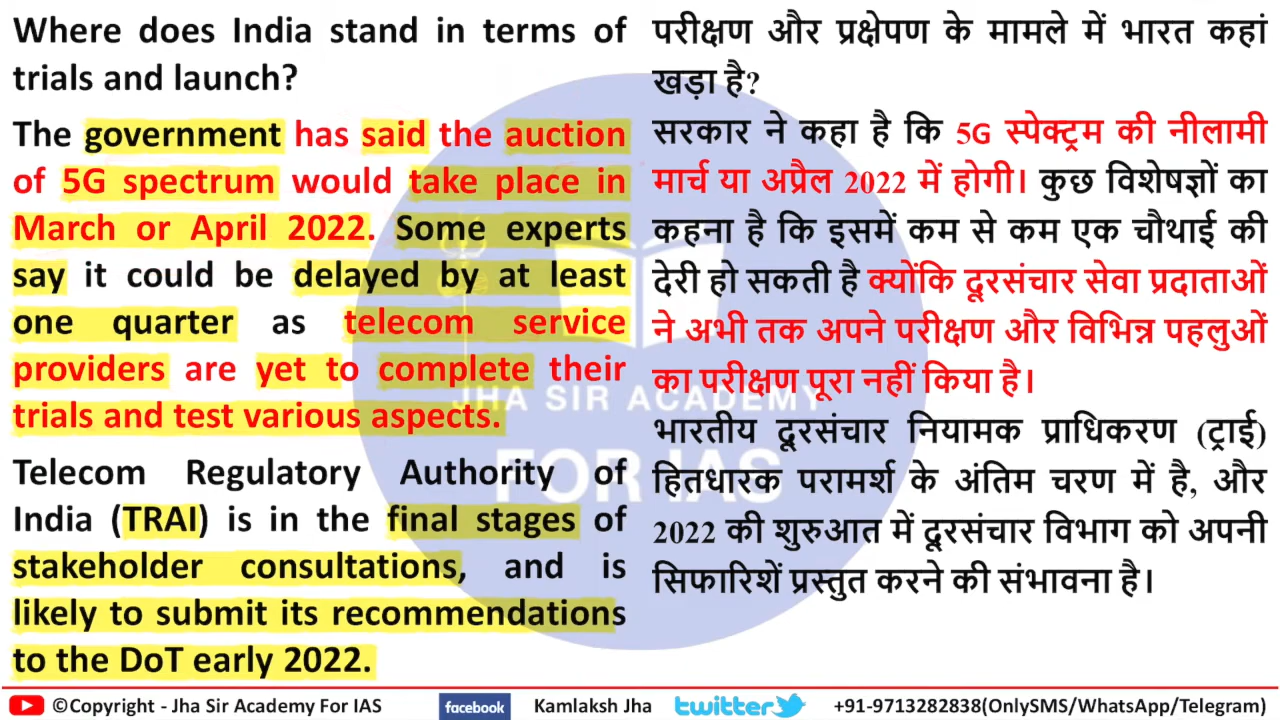 Where does India stand in terms of
trials and launch?
The government has said the auction
of 5G spectrum would take place in
March or April 2022. Some experts
say it could be delayed by at least
one quarter as telecom service
providers are yet to complete their
trials and test various aspects.
Telecom Regulatory Authority of
India (TRAI) is in the final stages of
stakeholder consultations, and is
likely to submit its recommendations
to the DoT early 2022.
परीक्षण और प्रक्षेपण के मामले में भारत कहां
खड़ा है?
सरकार ने कहा है कि 5G स्पेक्ट्रम की नीलामी
मार्च या अप्रैल 2022 में होगी। कुछ विशेषज्ञों का
कहना है कि इसमें कम से कम एक चौथाई की
देरी हो सकती है क्योंकि दूरसंचार सेवा प्रदाताओं
ने अभी तक अपने परीक्षण और विभिन्न पहलुओं
का परीक्षण पूरा नहीं किया है।
भारतीय दूरसंचार नियामक प्राधिकरण (ट्राई)
हितधारक परामर्श के अंतिम चरण में है, और
2022 की शुरुआत में दूरसंचार विभाग को अपनी
सिफारिशें प्रस्तुत करने की संभावना है।
JHA SIR ACADEMY
FOR IAS
©Copyright - Jha Sir Academy For IAS facebook Kamlaksh Jha twitter +91-9713282838(OnlySMS/WhatsApp/Telegram)